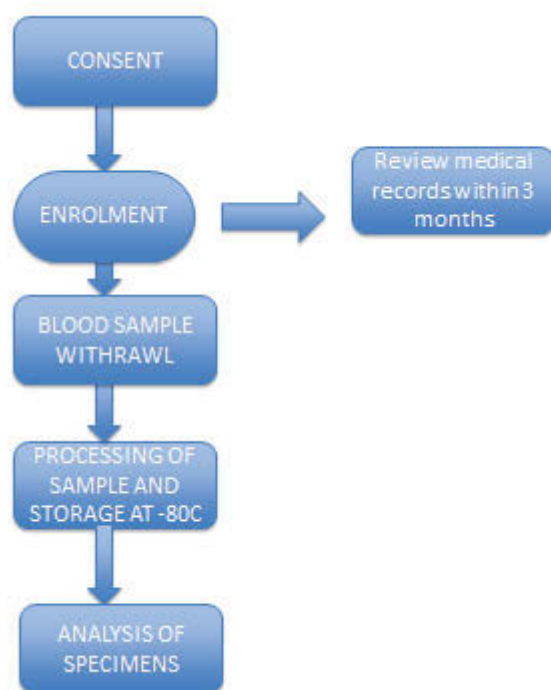 CONSENT
ENROLMENT
Review medical
records within 3
months
BLOOD SAMPLE
WITHRAWL
PROCESSING OF
SAMPLE AND
STORAGE AT -80C
ANALYSIS OF
SPECIMENS